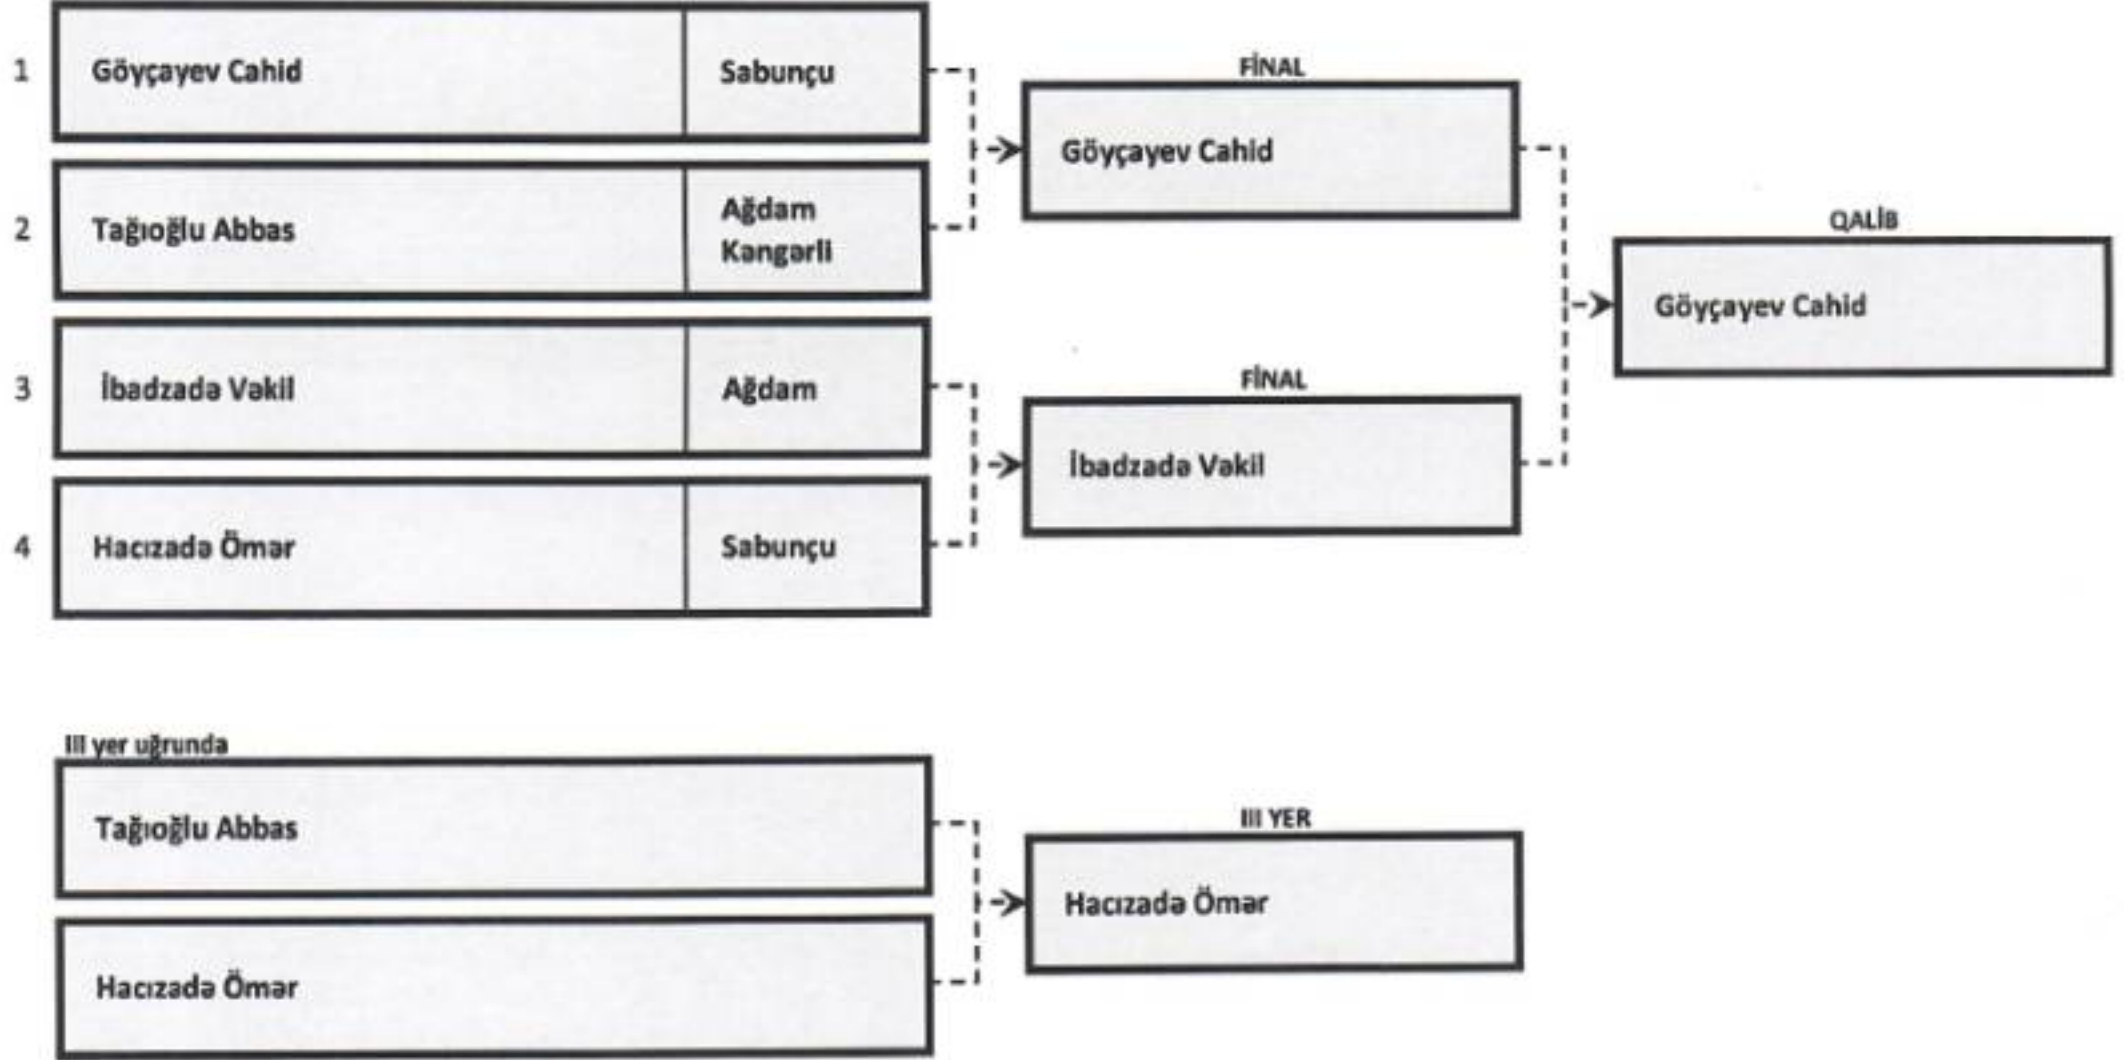 1 Göyçayev Cahid Sabunçu
2 Tağıoğlu Abbas Ağdam
Kəngərli
3 İbadzadə Vəkil Ağdam
4 Hacızadə Ömər Sabunçu
FİNAL
Göyçayev Cahid
FİNAL
İbadzadə Vəkil
QALİB
Göyçayev Cahid
III yer uğrunda
Tağıoğlu Abbas
Hacızadə Ömər
III YER
Hacızadə Ömər